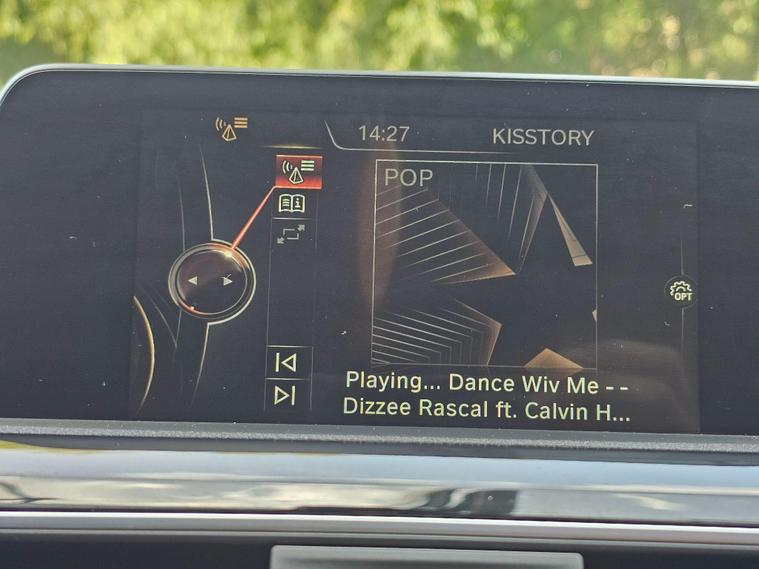 14:27 KISSTORY
POP
OPT
Playing... Dance Wiv Me - -
Dizzee Rascal ft. Calvin H...